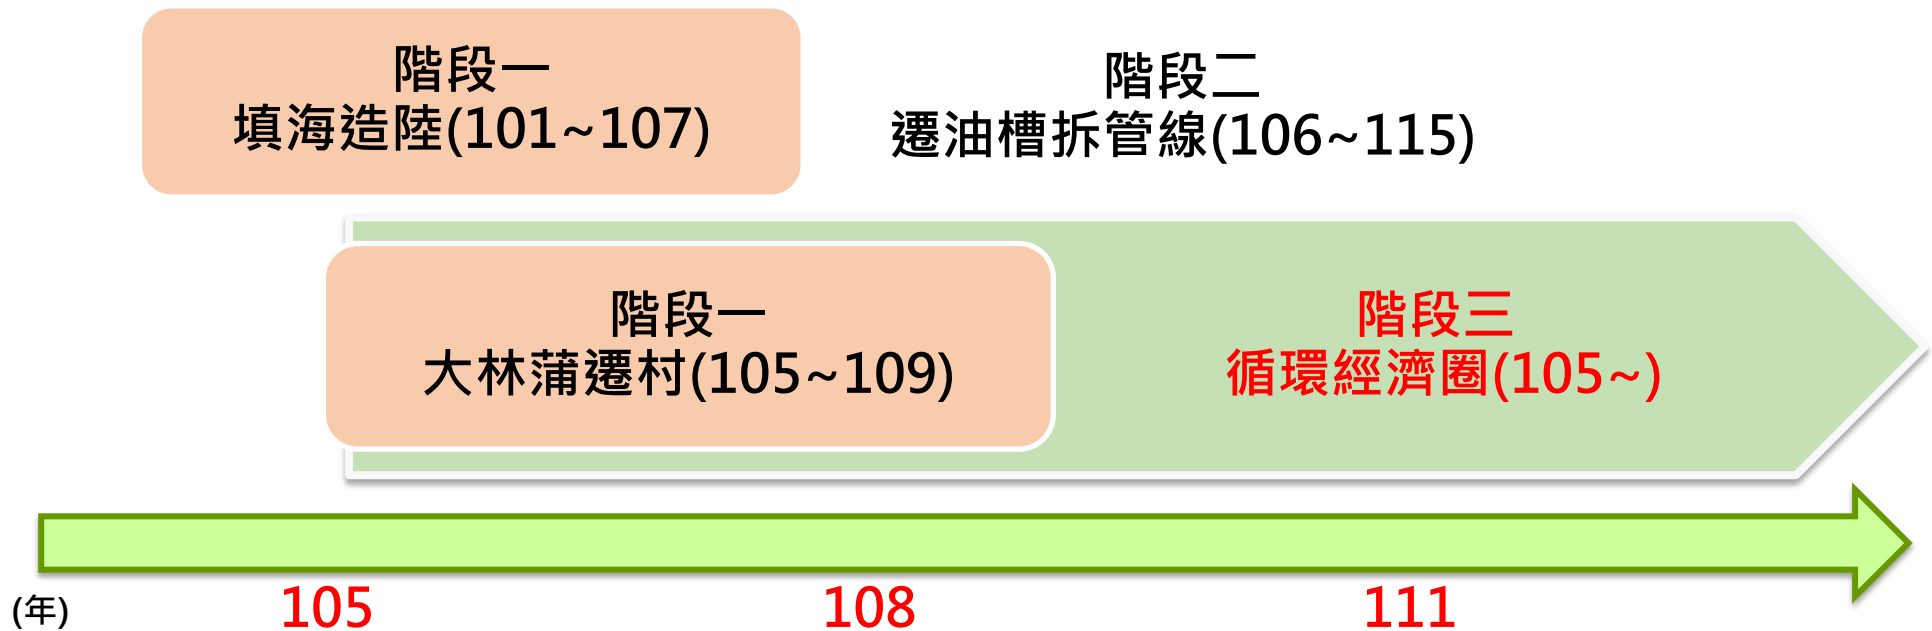 階段一
填海造陸(101~107)
階段二
遷油槽拆管線(106~115)
階段一
大林蒲遷村(105~109)
階段三
循環經濟圈(105~)
(年)
105
108
111